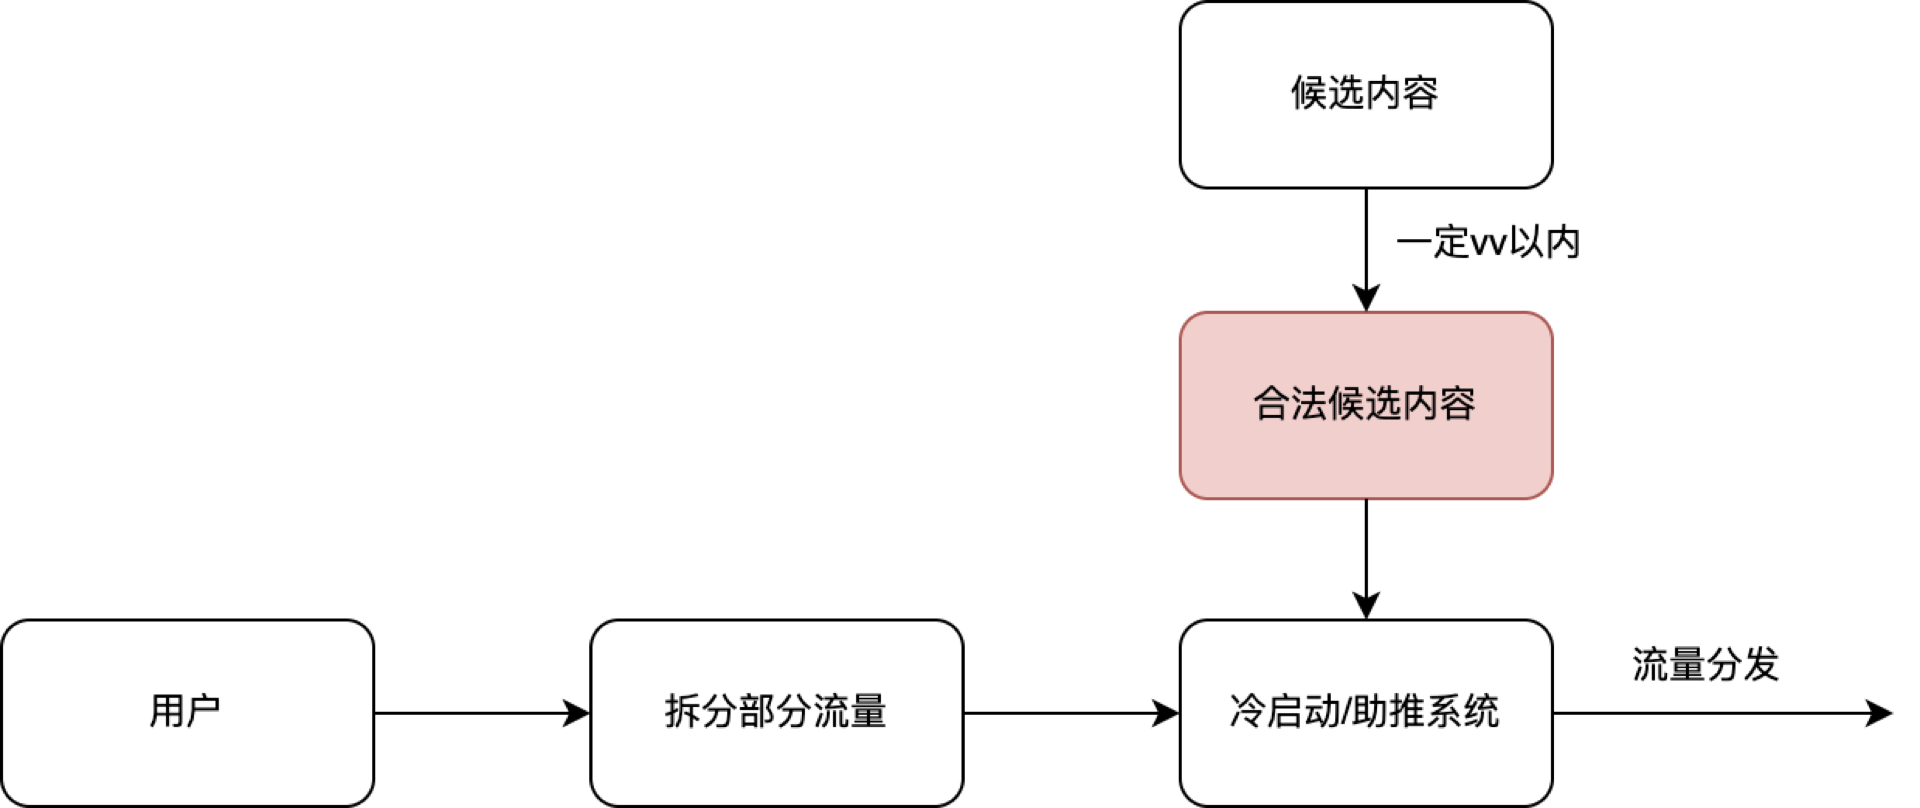 候选内容
一定vv以内
合法候选内容
流量分发
用户
拆分部分流量
冷启动/助推系统